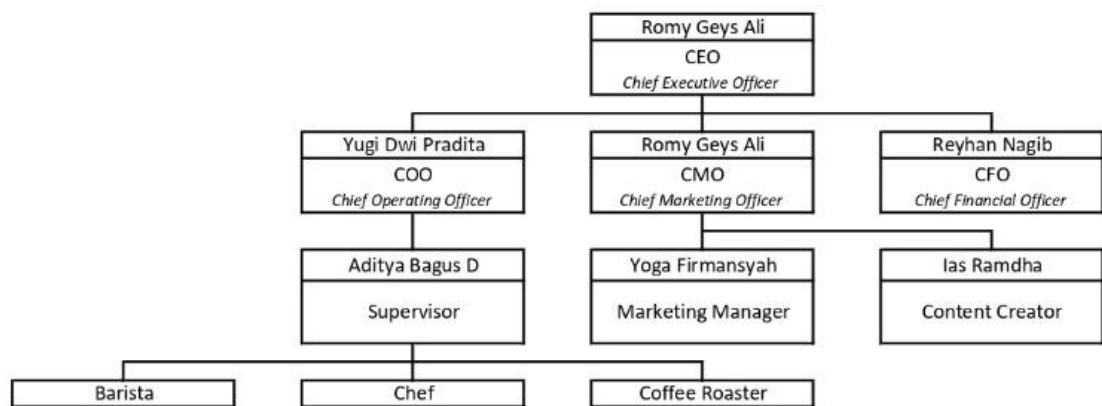 Romy Geys Ali
CEO
Chief Executive Officer
Yugi Dwi Pradita
COO
Chief Operating Officer
Romy Geys Ali
CMO
Chief Marketing Officer
Reyhan Nagib
CFO
Chief Financial Officer
Aditya Bagus D
Supervisor
Yoga Firmansyah
Marketing Manager
Ias Ramdha
Content Creator
Barista
Chef
Coffee Roaster